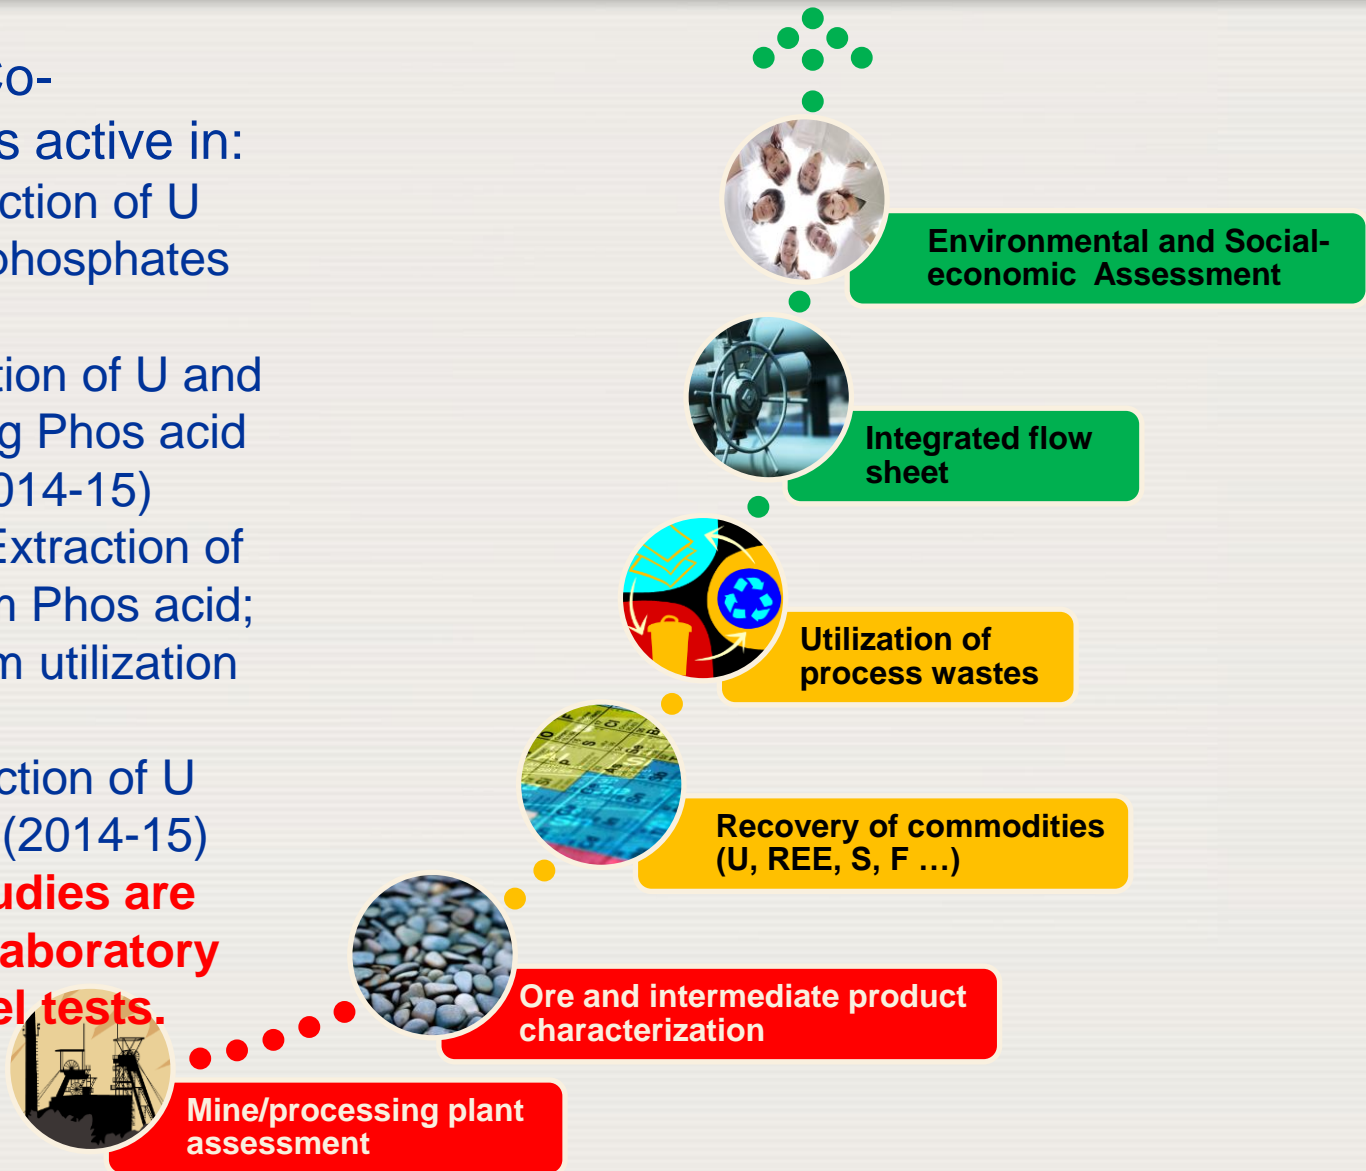 Co-
s active in:
ction of U
phosphates
tion of U and
g Phos acid
014-15)
Extraction of
m Phos acid;
m utilization
ction of U
(2014-15)
udies are
laboratory
el tests.
Environmental and Social-
economic Assessment
Integrated flow
sheet
Utilization of
process wastes
Recovery of commodities
(U, REE, S, F ...)
Ore and intermediate product
characterization
Mine/processing plant
assessment